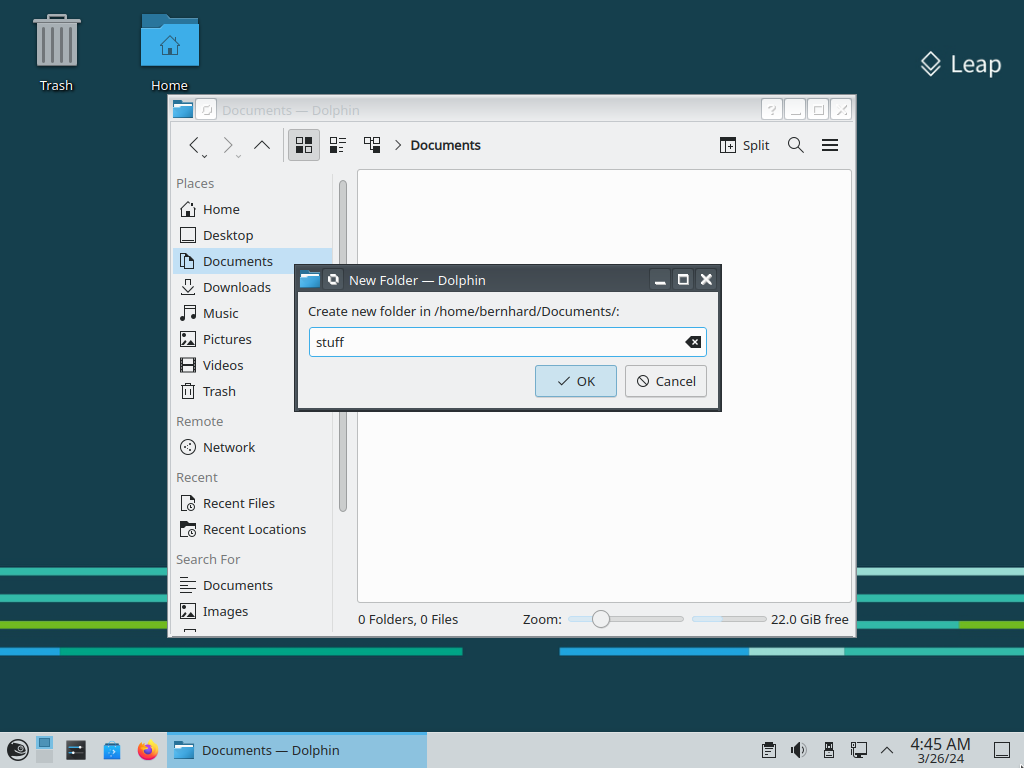 Trash
Home
Leap
Documents — Dolphin
Documents
Split
Places
Home
Desktop
Documents
Downloads
Music
Pictures
Videos
Trash
Remote
Network
Recent
Recent Files
Recent Locations
Search For
Documents
Images
New Folder — Dolphin
Create new folder in /home/bernhard/Documents/:
stuff
OK
Cancel
0 Folders, 0 Files
Zoom:
22.0 GiB free
Documents — Dolphin
4:45 AM
3/26/24